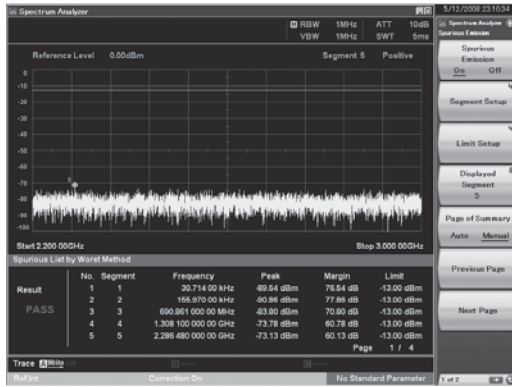 Spectrum Analyzer
5/12/2008 23:10:34
RBW 1MHz ATT 10dB
VBW 1MHz SWT 5ms
Reference Level 0.00dBm Segment 5 Positive
0
-10
-20
-30
-40
-50
-60
-70
-80
-90
-100
5
Start 2.200 00GHz Stop 3.000 00GHz
Spurious List by Worst Method
No. Segment Frequency Peak Margin Limit
Result 1 1 30.714 00 kHz -89.54 dBm 76.54 dB -13.00 dBm
2 2 155.970 00 kHz -90.86 dBm 77.86 dB -13.00 dBm
PASS 3 3 690.861 000 00 MHz -83.80 dBm 70.80 dB -13.00 dBm
4 4 1.308 100 000 00 GHz -73.78 dBm 60.78 dB -13.00 dBm
5 5 2.286 480 000 00 GHz -73.13 dBm 60.13 dB -13.00 dBm
Page 1 / 4
Trace A Write
Ref.Int Correction On No Standard Parameter
Spectrum Analyzer
Spurious Emission
Spurious
Emission
On Off
Segment Setup
Limit Setup
Displayed
Segment
5
Page of Summary
Auto Manual
Previous Page
Next Page
1 of 2